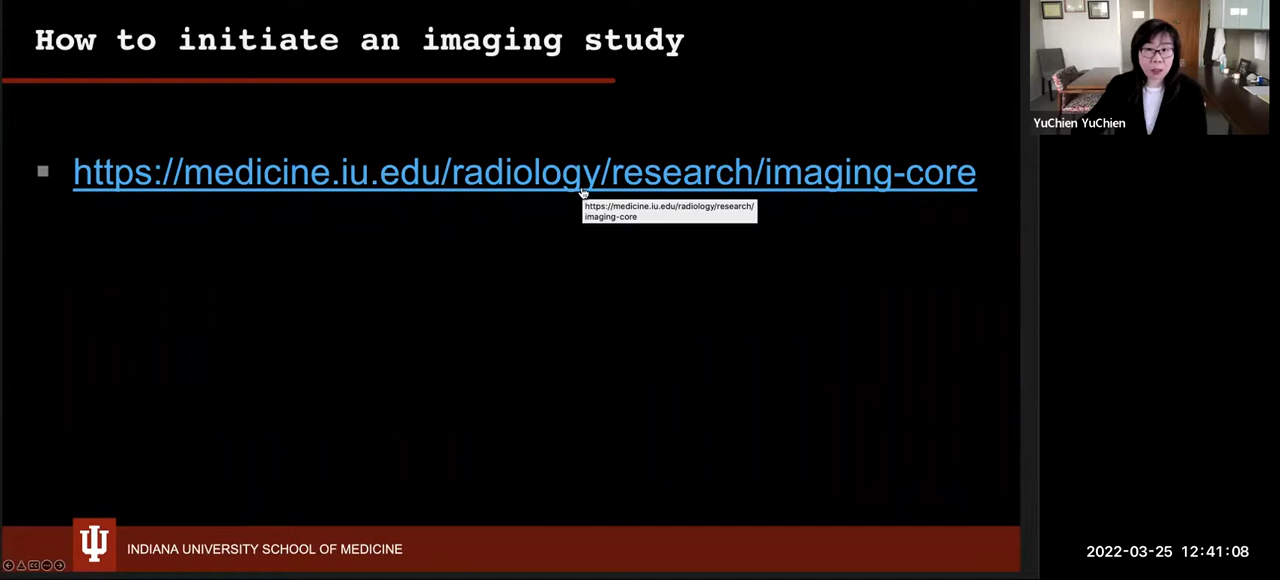 How to initiate an imaging study
https://medicine.iu.edu/radiology/research/imaging-core
https://medicine.iu.edu/radiology/research/
imaging-core
YuChien YuChien
INDIANA UNIVERSITY SCHOOL OF MEDICINE
2022-03-25 12:41:08